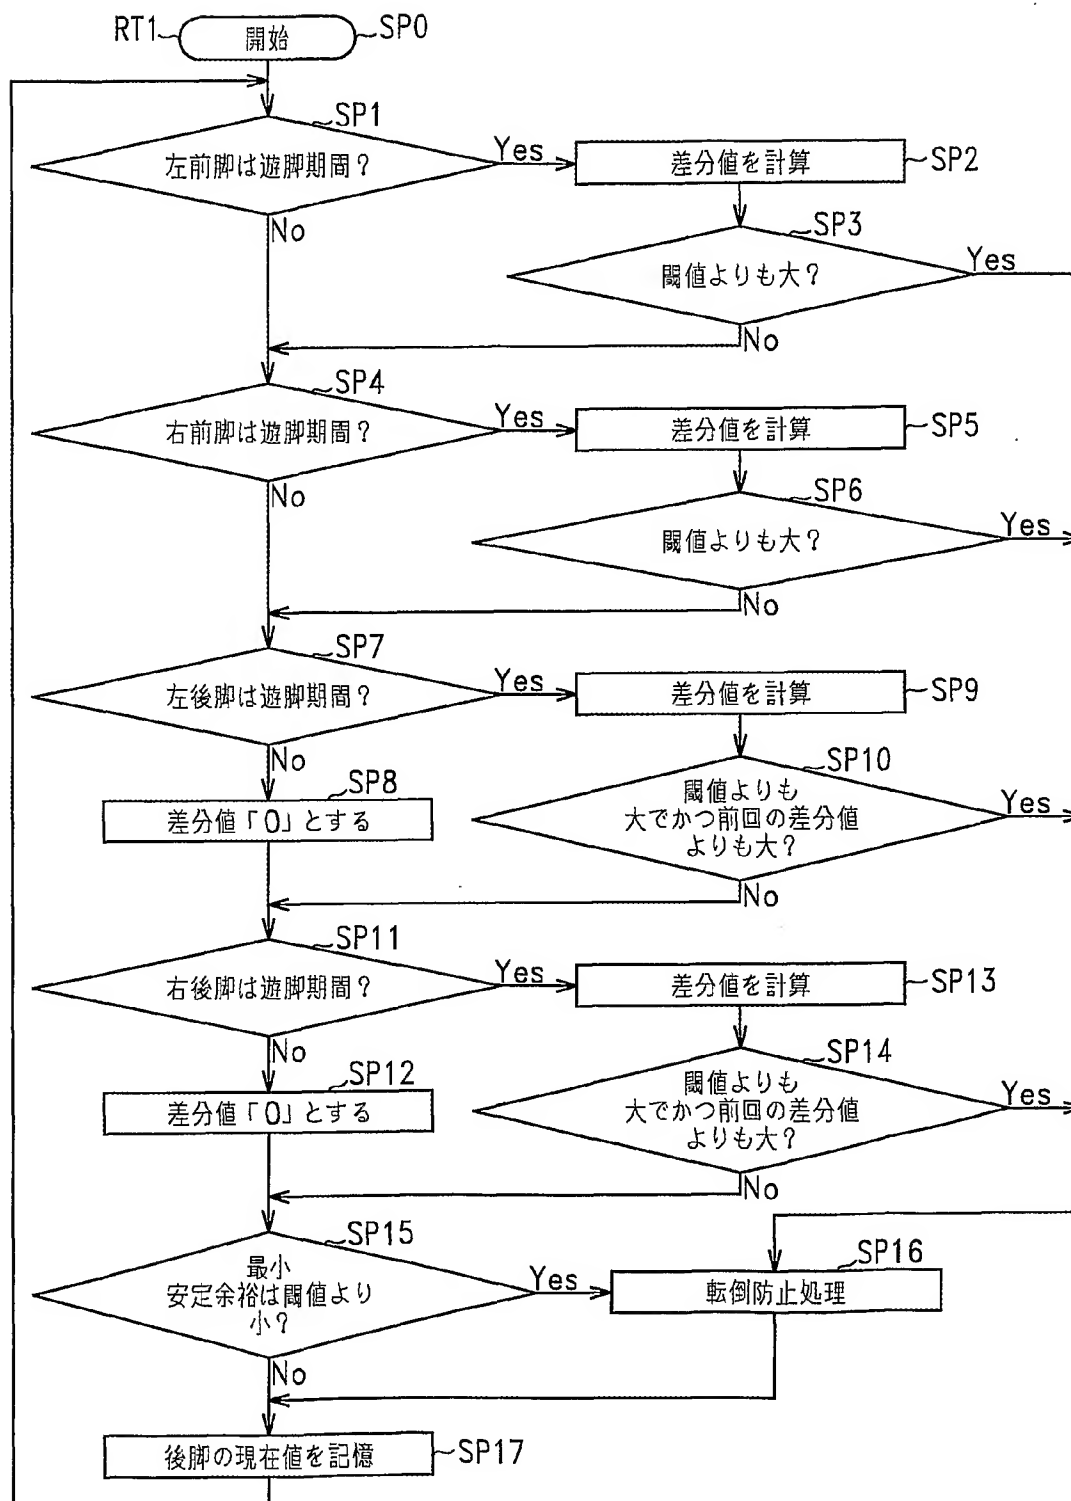 RT1
開始
SP0
SP1
左前脚は遊脚期間?
Yes
差分値を計算
SP2
No
SP3
閾値よりも大?
Yes
No
SP4
右前脚は遊脚期間?
Yes
差分値を計算
SP5
No
SP6
閾値よりも大?
Yes
No
SP7
左後脚は遊脚期間?
Yes
差分値を計算
SP9
No
SP8
差分値「0」とする
SP10
閾値よりも
大でかつ前回の差分値
よりも大?
Yes
No
SP11
右後脚は遊脚期間?
Yes
差分値を計算
SP13
No
SP12
差分値「0」とする
SP14
閾値よりも
大でかつ前回の差分値
よりも大?
Yes
No
SP15
最小
安定余裕は閾値より
小?
Yes
SP16
転倒防止処理
No
後脚の現在値を記憶
SP17